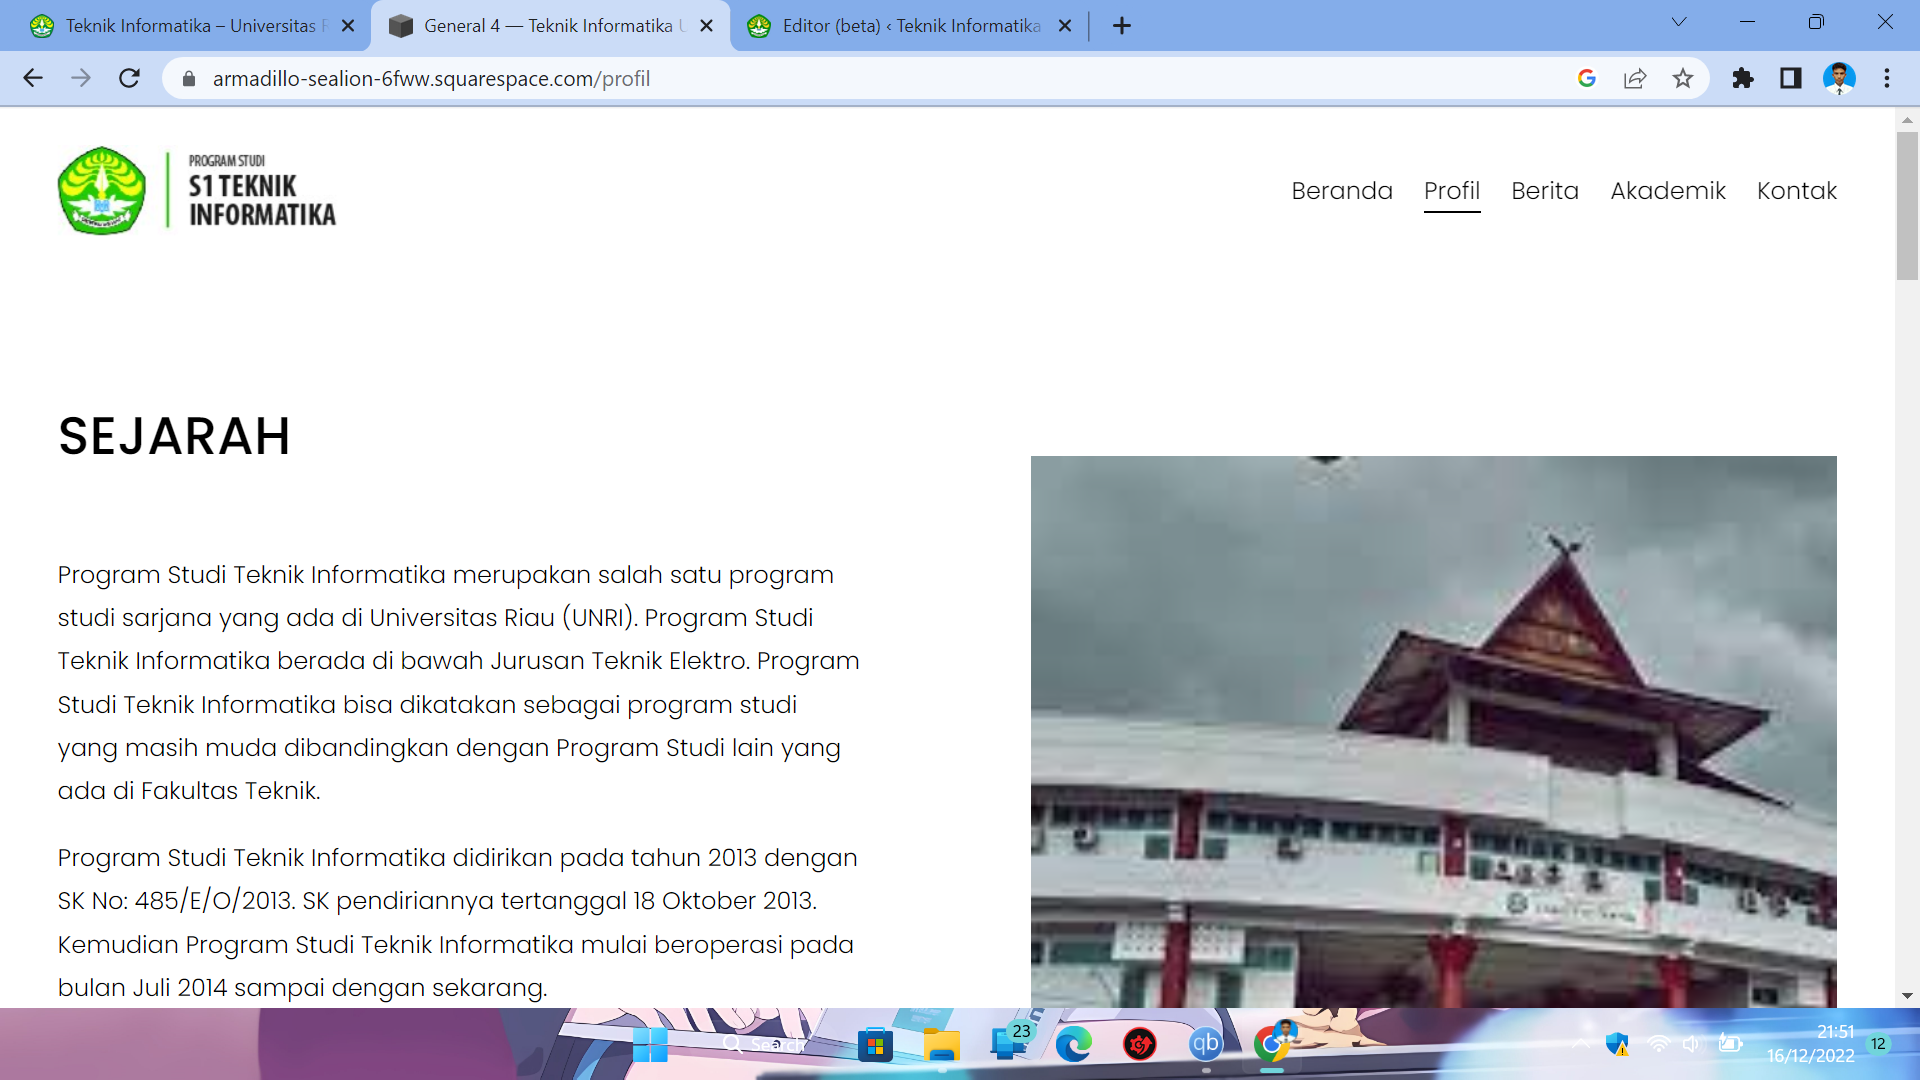 Teknik Informatika – Universitas R
General 4 — Teknik Informatika U
Editor (beta) ‹ Teknik Informatika
armadillo-sealion-6fww.squarespace.com/profil
PROGRAM STUDI
S1 TEKNIK
INFORMATIKA
Beranda Profil Berita Akademik Kontak
SEJARAH
Program Studi Teknik Informatika merupakan salah satu program
studi sarjana yang ada di Universitas Riau (UNRI). Program Studi
Teknik Informatika berada di bawah Jurusan Teknik Elektro. Program
Studi Teknik Informatika bisa dikatakan sebagai program studi
yang masih muda dibandingkan dengan Program Studi lain yang
ada di Fakultas Teknik.
Program Studi Teknik Informatika didirikan pada tahun 2013 dengan
SK No: 485/E/O/2013. SK pendiriannya tertanggal 18 Oktober 2013.
Kemudian Program Studi Teknik Informatika mulai beroperasi pada
bulan Juli 2014 sampai dengan sekarang.
Search
23
qb
21:51
16/12/2022
12